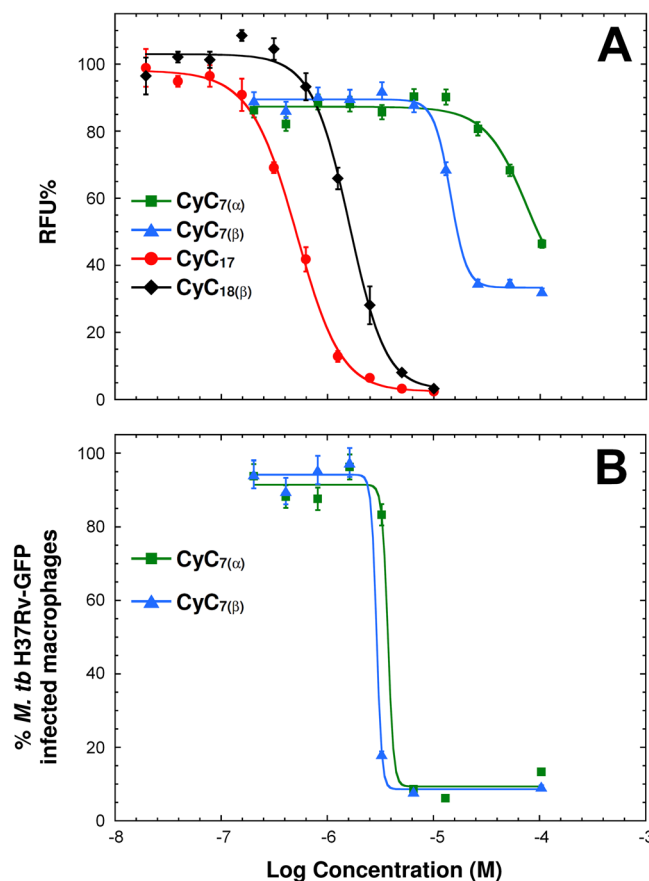 A
100
80
60
40
20
0
RFU%
CyC7(α)
CyC7(β)
CyC17
CyC18(β)
B
100
80
60
40
20
0
% M. tb H37Rv-GFP
infected macrophages
CyC7(α)
CyC7(β)
-8 -7 -6 -5 -4 -3
Log Concentration (M)